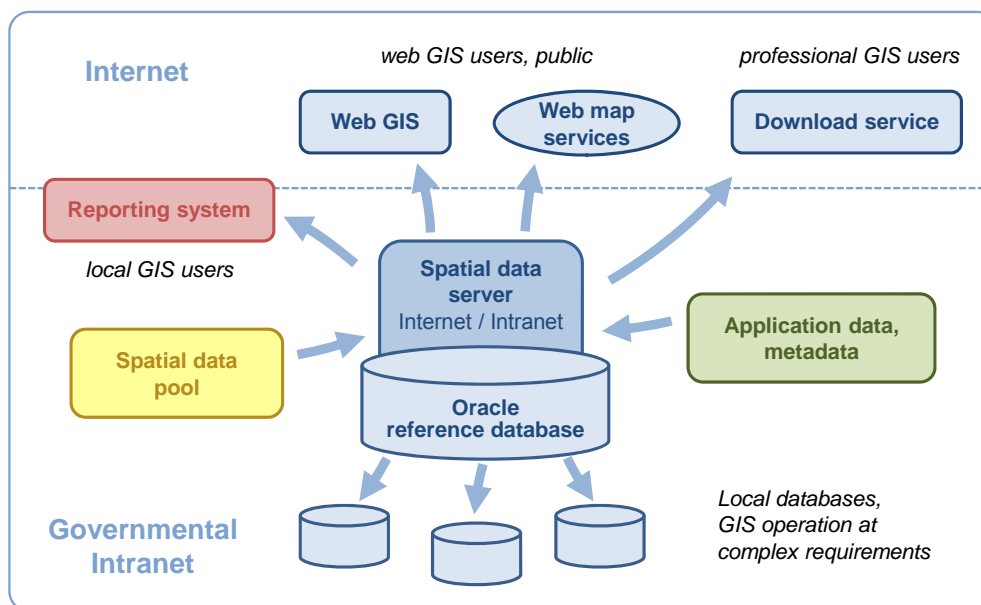 web GIS users, public
professional GIS users
Internet
Web GIS
Web map
services
Download service
Reporting system
local GIS users
Spatial data
server
Internet / Intranet
Application data,
metadata
Spatial data
pool
Oracle
reference database
Local databases,
GIS operation at
complex requirements
Governmental
Intranet